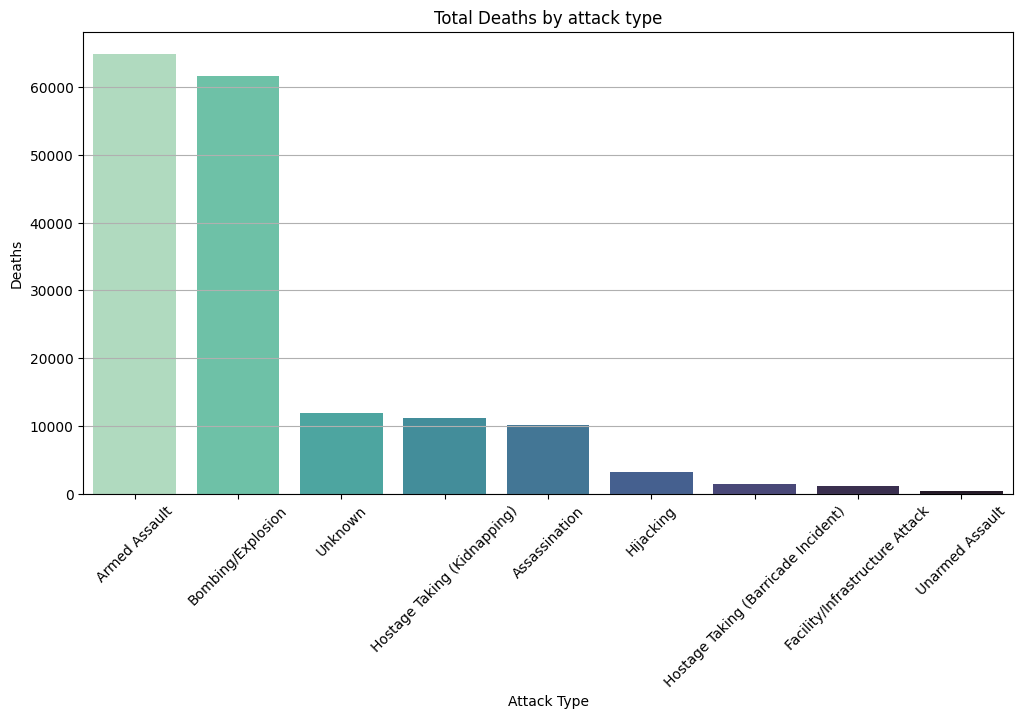 Total Deaths by attack type
Deaths
60000
50000
40000
30000
20000
10000
0
Armed Assault
Bombing/Explosion
Unknown
Hostage Taking (Kidnapping)
Assassination
Hijacking
Hostage Taking (Barricade Incident)
Facility/Infrastructure Attack
Unarmed Assault
Attack Type